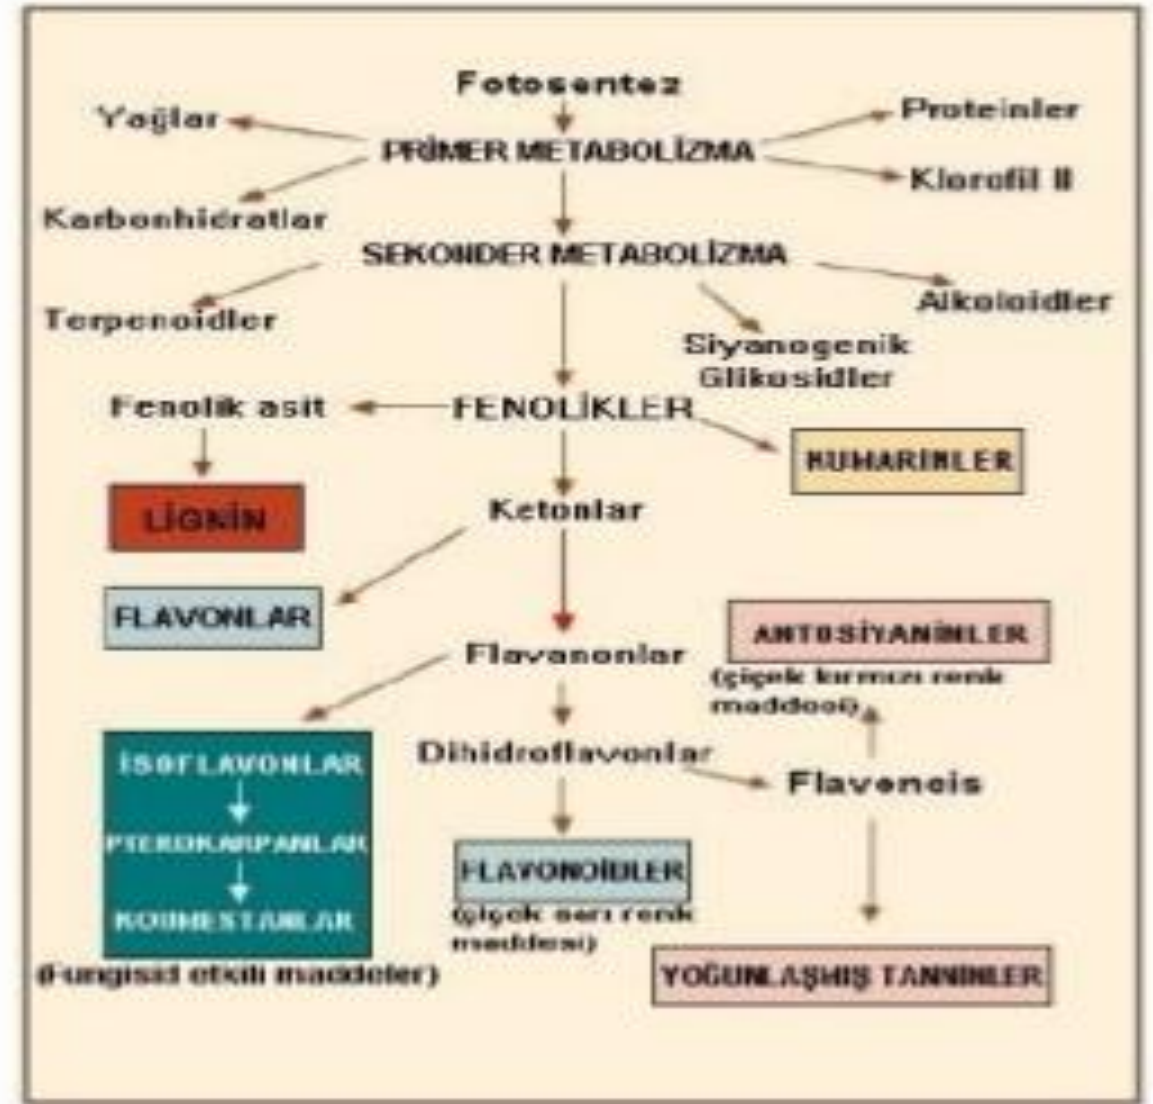 Fotosentez
Yağlar
Proteinler
PRİMER METABOLİZMA
Klorofil II
Karbonhidratlar
SEKONDER METABOLİZMA
Alkoloidler
Terpenoidler
Siyanogenik
Glikosidler
Fenolik asit
FENOLİKLER
KUMARİNLER
LİGNİN
Ketonlar
FLAVONLAR
ANTOSİYANİNLER
Flavanonlar
(çiçek kırmızı renk
maddesi)
İSOFLAVONLAR
Dihidroflavonlar
PTEROKARPANLAR
FLAVONOİDLER
KOUMESTANLAR
(çiçek sarı renk
maddesi)
(Fungisid etkili maddeler)
YOĞUNLAŞMIŞ TANNİNLER